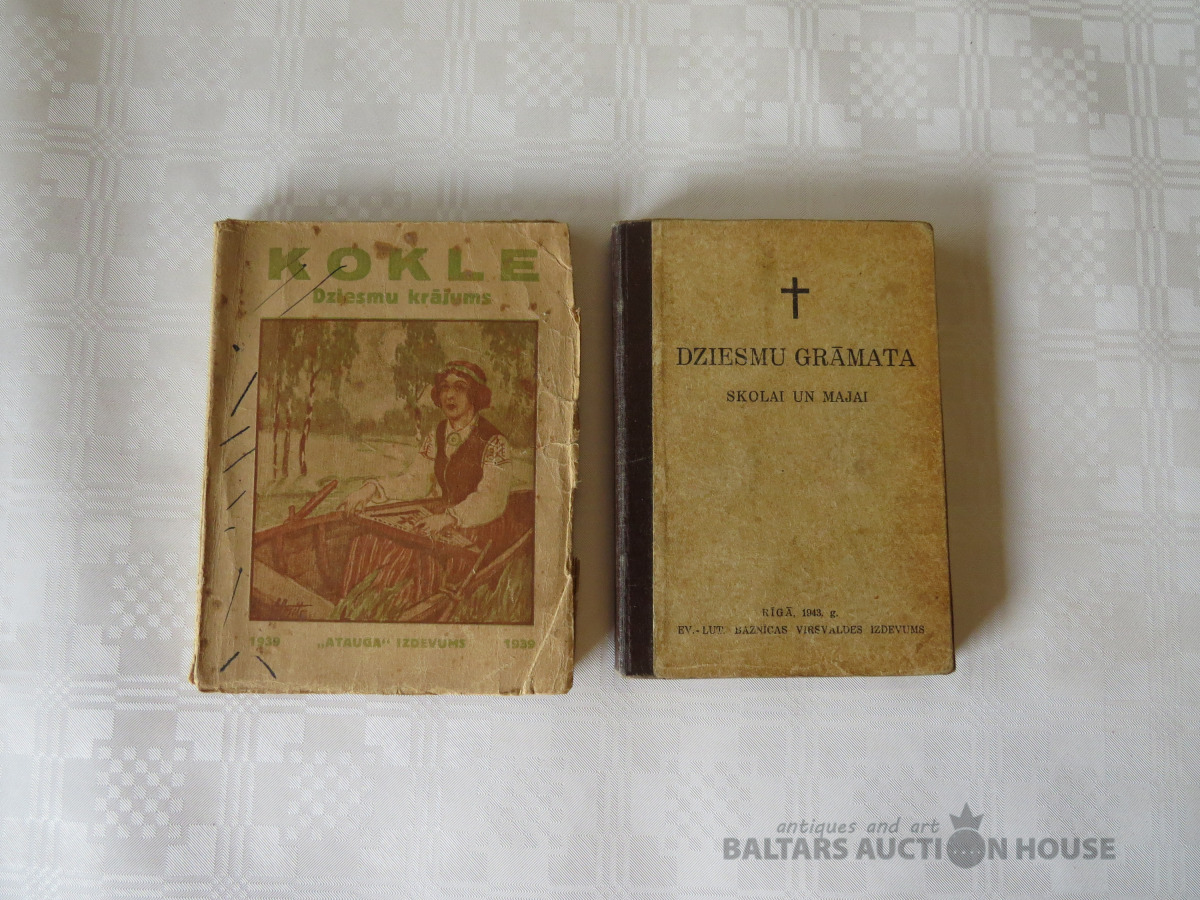 KOKLE
Dziesmu krājums
1939 „ATAUGA“ IZDEVUMS 1939
DZIESMU GRĀMATA
SKOLAI UN MAJAI
RĪGĀ, 1943. g.
EV.-LUT. BAZNĪCAS VIRSVALDES IZDEVUMS
antiques and art
BALTARS AUCTION HOUSE